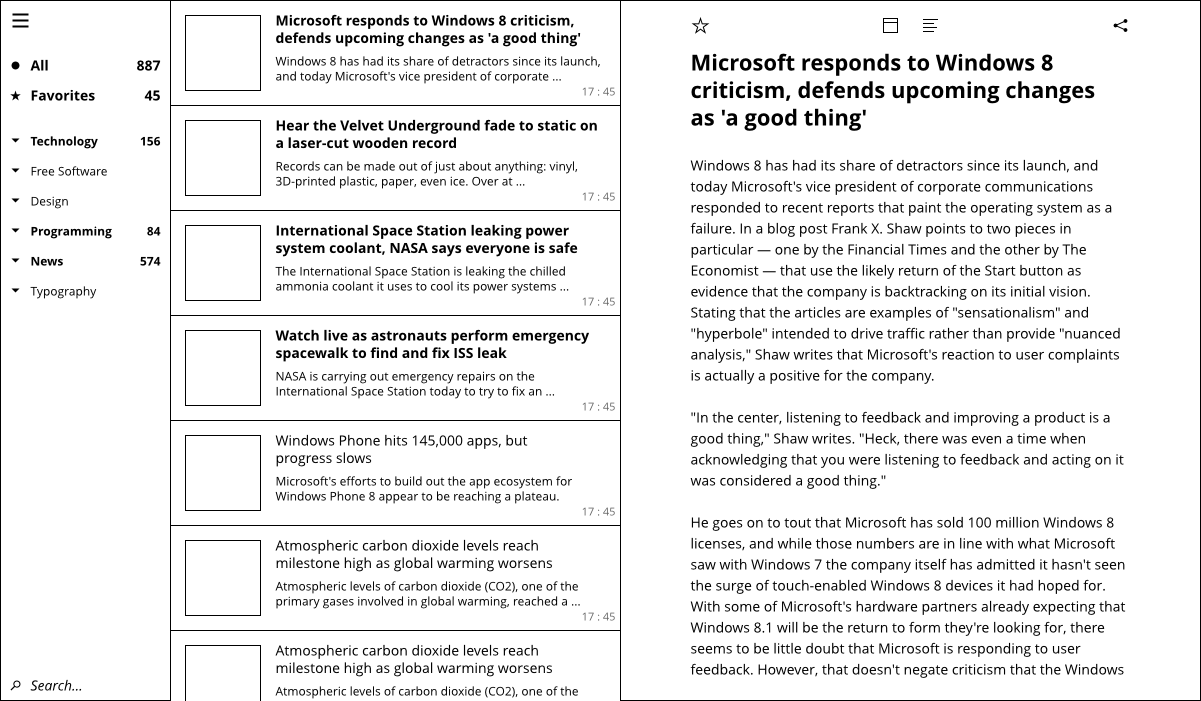 All 887
Favorites 45
Technology 156
Free Software
Design
Programming 84
News 574
Typography
Search...
Microsoft responds to Windows 8 criticism,
defends upcoming changes as 'a good thing'
Windows 8 has had its share of detractors since its launch,
and today Microsoft's vice president of corporate ...
17 : 45
Hear the Velvet Underground fade to static on
a laser-cut wooden record
Records can be made out of just about anything: vinyl,
3D-printed plastic, paper, even ice. Over at ...
17 : 45
International Space Station leaking power
system coolant, NASA says everyone is safe
The International Space Station is leaking the chilled
ammonia coolant it uses to cool its power systems ...
17 : 45
Watch live as astronauts perform emergency
spacewalk to find and fix ISS leak
NASA is carrying out emergency repairs on the
International Space Station today to try to fix an ...
17 : 45
Windows Phone hits 145,000 apps, but
progress slows
Microsoft's efforts to build out the app ecosystem for
Windows Phone 8 appear to be reaching a plateau.
17 : 45
Atmospheric carbon dioxide levels reach
milestone high as global warming worsens
Atmospheric levels of carbon dioxide (CO2), one of the
primary gases involved in global warming, reached a ...
17 : 45
Atmospheric carbon dioxide levels reach
milestone high as global warming worsens
Atmospheric levels of carbon dioxide (CO2), one of the
Microsoft responds to Windows 8
criticism, defends upcoming changes
as 'a good thing'
Windows 8 has had its share of detractors since its launch, and
today Microsoft's vice president of corporate communications
responded to recent reports that paint the operating system as a
failure. In a blog post Frank X. Shaw points to two pieces in
particular — one by the Financial Times and the other by The
Economist — that use the likely return of the Start button as
evidence that the company is backtracking on its initial vision.
Stating that the articles are examples of "sensationalism" and
"hyperbole" intended to drive traffic rather than provide "nuanced
analysis," Shaw writes that Microsoft's reaction to user complaints
is actually a positive for the company.
"In the center, listening to feedback and improving a product is a
good thing," Shaw writes. "Heck, there was even a time when
acknowledging that you were listening to feedback and acting on it
was considered a good thing."
He goes on to tout that Microsoft has sold 100 million Windows 8
licenses, and while those numbers are in line with what Microsoft
saw with Windows 7 the company itself has admitted it hasn't seen
the surge of touch-enabled Windows 8 devices it had hoped for.
With some of Microsoft's hardware partners already expecting that
Windows 8.1 will be the return to form they're looking for, there
seems to be little doubt that Microsoft is responding to user
feedback. However, that doesn't negate criticism that the Windows